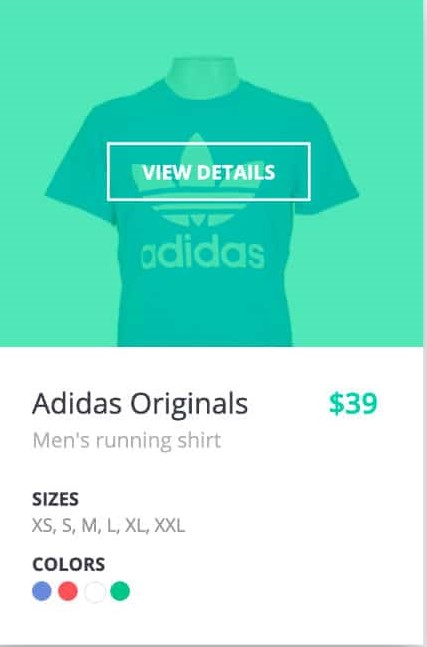 VIEW DETAILS
adidas
Adidas Originals
$39
Men's running shirt
SIZES
XS, S, M, L, XL, XXL
COLORS